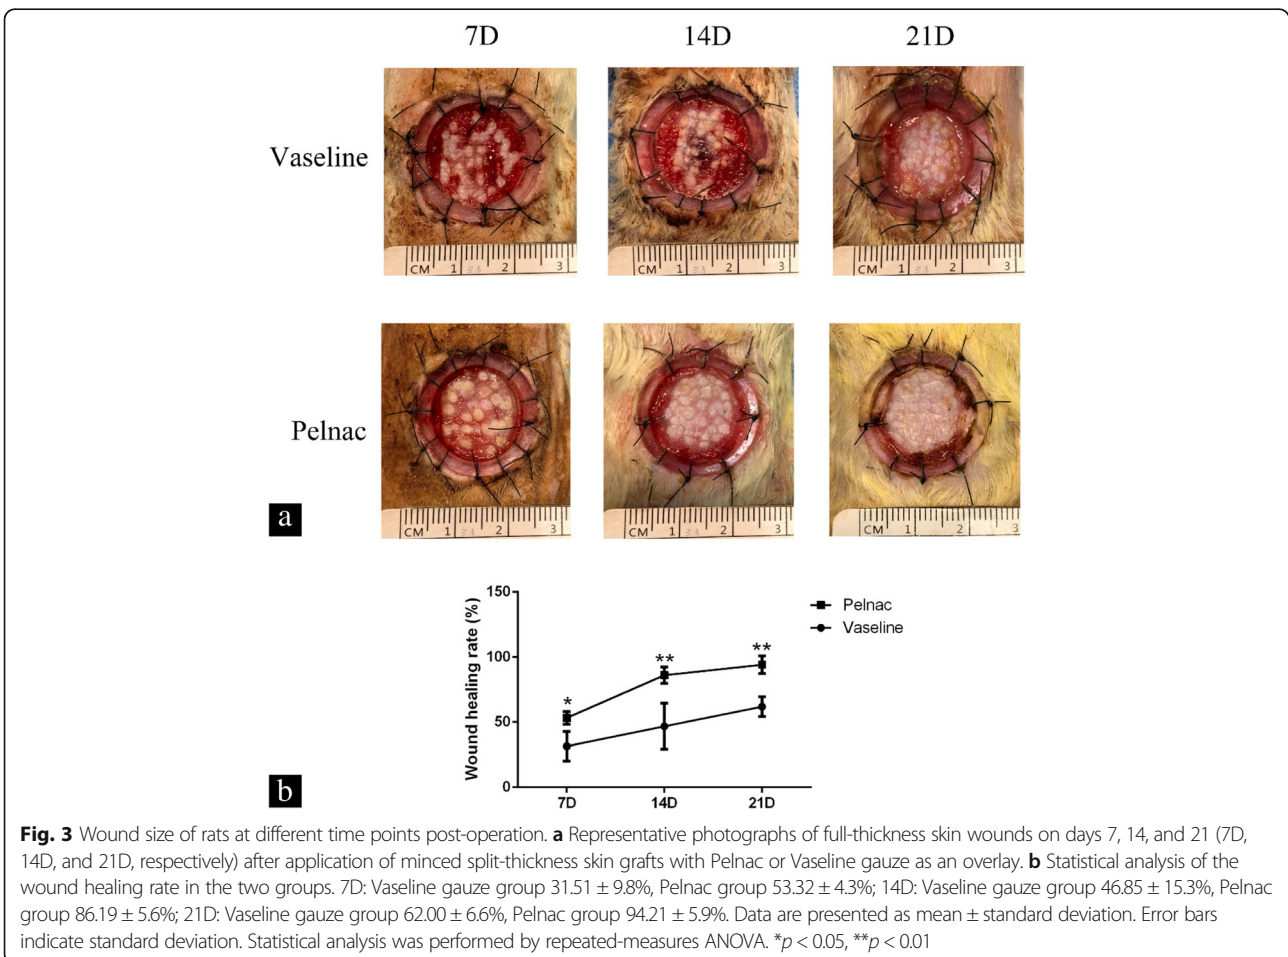 7D 14D 21D
Vaseline
CM 1 2 3
CM 1 2 3
CM 1 2 3
Pelnac
CM 1 2 3
CM 1 2 3
CM 1 2 3
a
150
100
50
0
Wound healing rate (%)
* ** **
7D 14D 21D
Pelnac
Vaseline
b
Fig. 3 Wound size of rats at different time points post-operation. a Representative photographs of full-thickness skin wounds on days 7, 14, and 21 (7D,
14D, and 21D, respectively) after application of minced split-thickness skin grafts with Pelnac or Vaseline gauze as an overlay. b Statistical analysis of the
wound healing rate in the two groups. 7D: Vaseline gauze group 31.51 ± 9.8%, Pelnac group 53.32 ± 4.3%; 14D: Vaseline gauze group 46.85 ± 15.3%, Pelnac
group 86.19 ± 5.6%; 21D: Vaseline gauze group 62.00 ± 6.6%, Pelnac group 94.21 ± 5.9%. Data are presented as mean ± standard deviation. Error bars
indicate standard deviation. Statistical analysis was performed by repeated-measures ANOVA. *p < 0.05, **p < 0.01